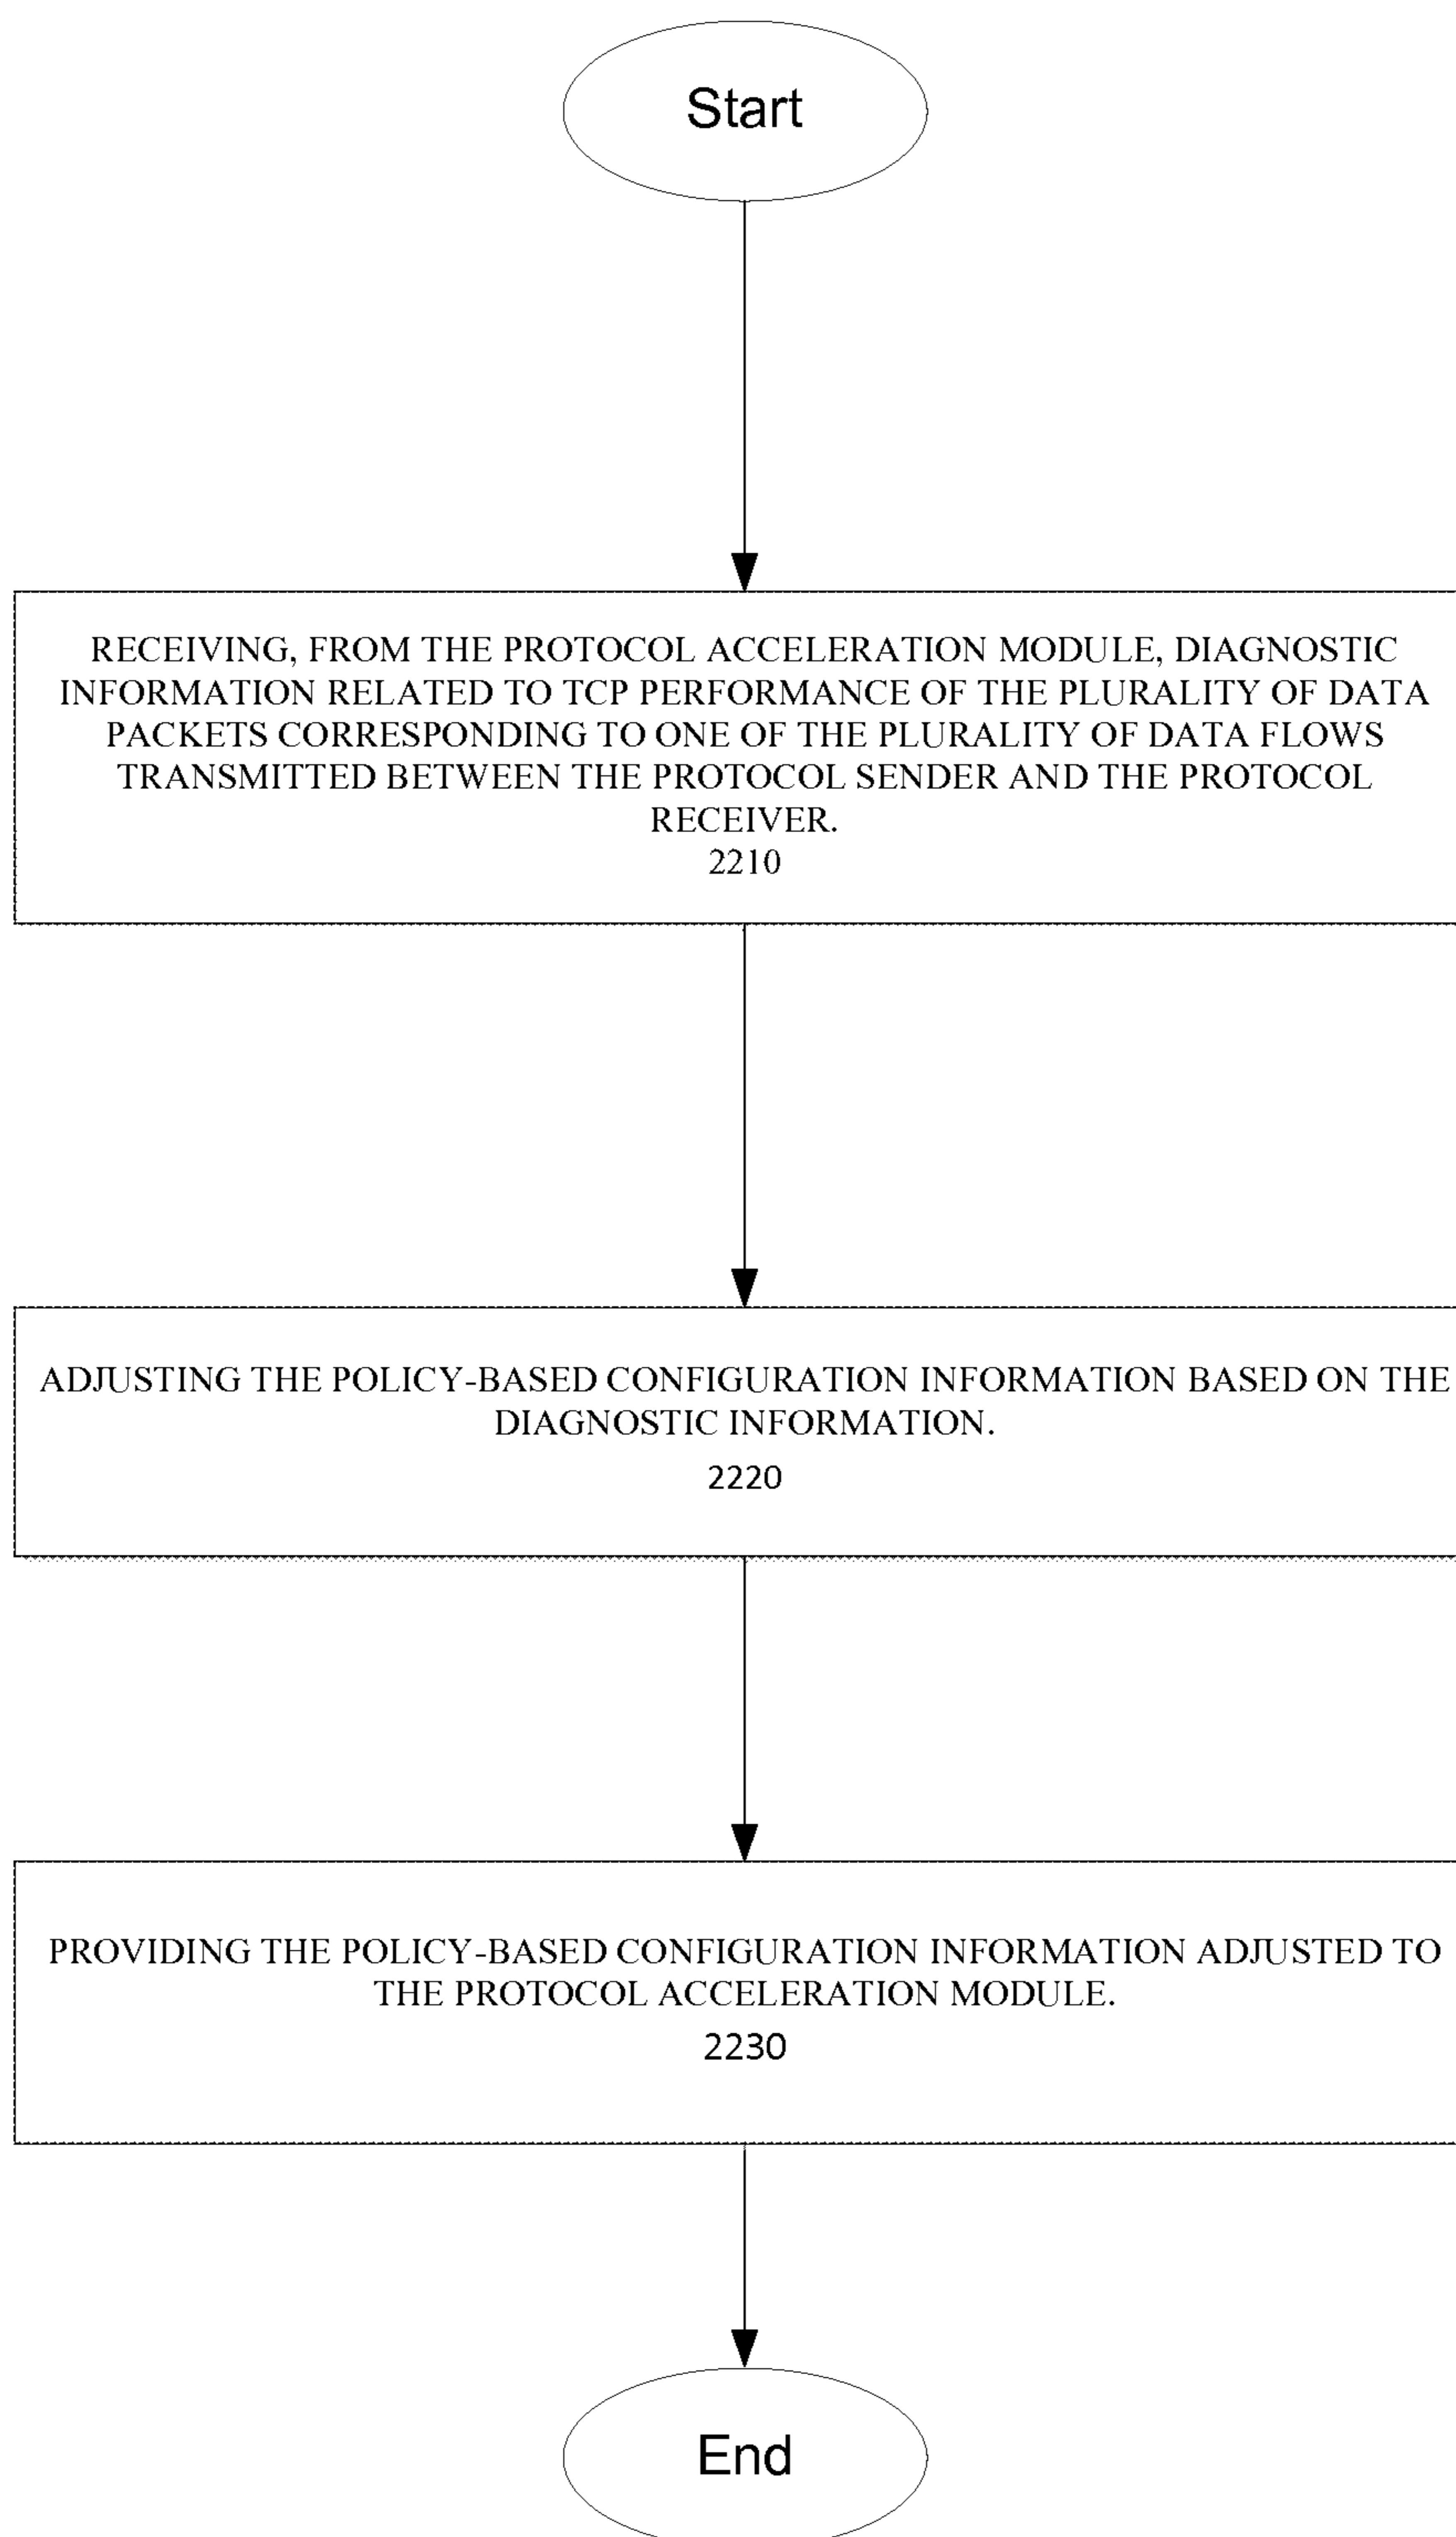 Start
RECEIVING, FROM THE PROTOCOL ACCELERATION MODULE, DIAGNOSTIC
INFORMATION RELATED TO TCP PERFORMANCE OF THE PLURALITY OF DATA
PACKETS CORRESPONDING TO ONE OF THE PLURALITY OF DATA FLOWS
TRANSMITTED BETWEEN THE PROTOCOL SENDER AND THE PROTOCOL
RECEIVER.
2210
ADJUSTING THE POLICY-BASED CONFIGURATION INFORMATION BASED ON THE
DIAGNOSTIC INFORMATION.
2220
PROVIDING THE POLICY-BASED CONFIGURATION INFORMATION ADJUSTED TO
THE PROTOCOL ACCELERATION MODULE.
2230
End